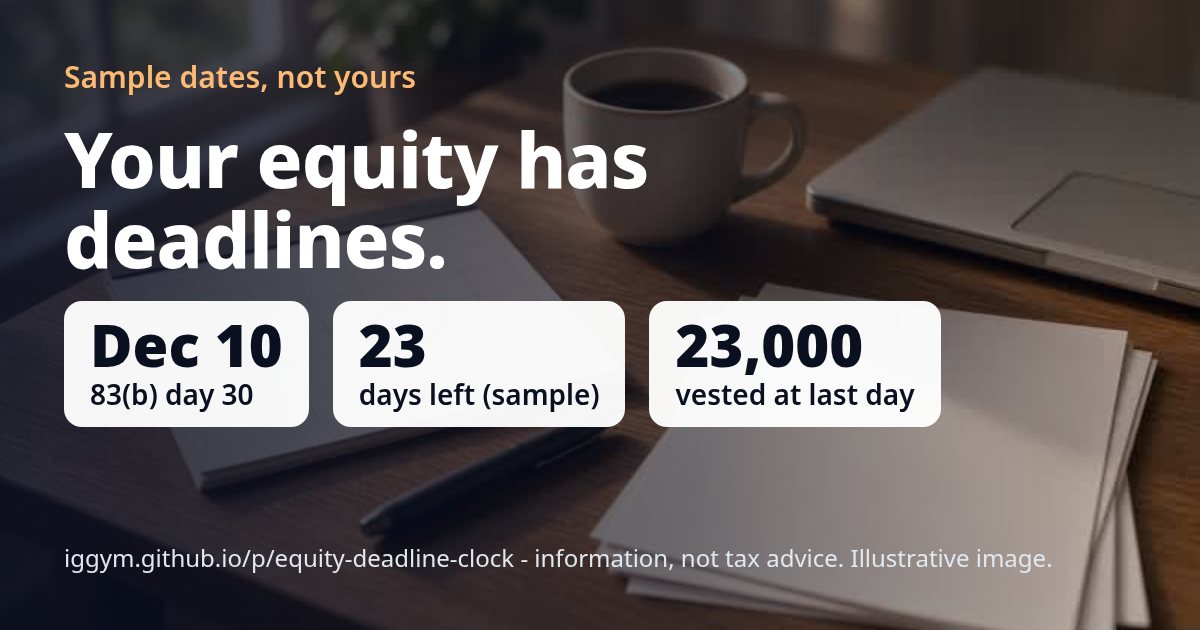 Sample dates, not yours
Your equity has
deadlines.
Dec 10
83(b) day 30
23
days left (sample)
23,000
vested at last day
iggym.github.io/p/equity-deadline-clock - information, not tax advice. Illustrative image.